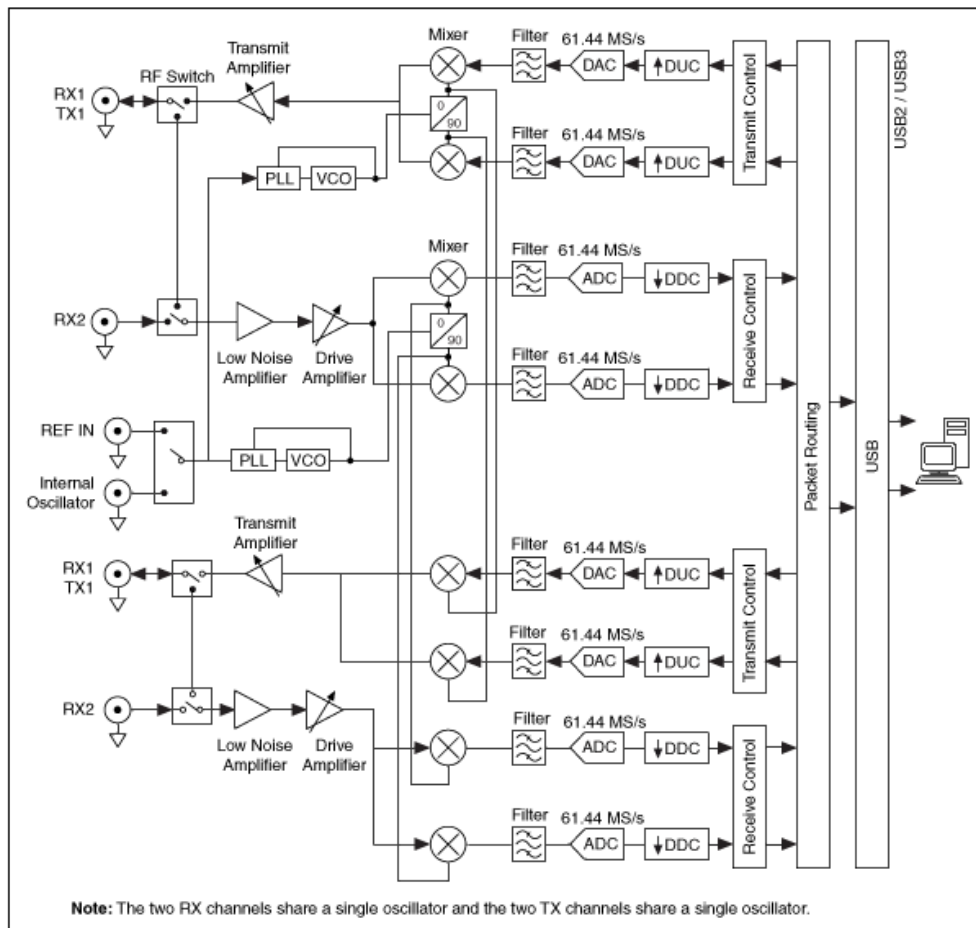 Mixer
Filter
61.44 MS/s
Transmit
Amplifier
RF Switch
DAC
↑DUC
RX1
TX1
0
90
Filter
61.44 MS/s
DAC
↑DUC
Transmit Control
USB2 / USB3
PLL
VCO
Mixer
Filter
61.44 MS/s
ADC
↓DDC
RX2
0
90
Low Noise
Amplifier
Drive
Amplifier
Filter
61.44 MS/s
ADC
↓DDC
Receive Control
REF IN
PLL
VCO
Internal
Oscillator
Packet Routing
USB
Transmit
Amplifier
Filter
61.44 MS/s
RX1
TX1
DAC
↑DUC
Filter
61.44 MS/s
DAC
↑DUC
Transmit Control
RX2
Low Noise
Amplifier
Drive
Amplifier
Filter
61.44 MS/s
ADC
↓DDC
Filter
61.44 MS/s
ADC
↓DDC
Receive Control
Note: The two RX channels share a single oscillator and the two TX channels share a single oscillator.